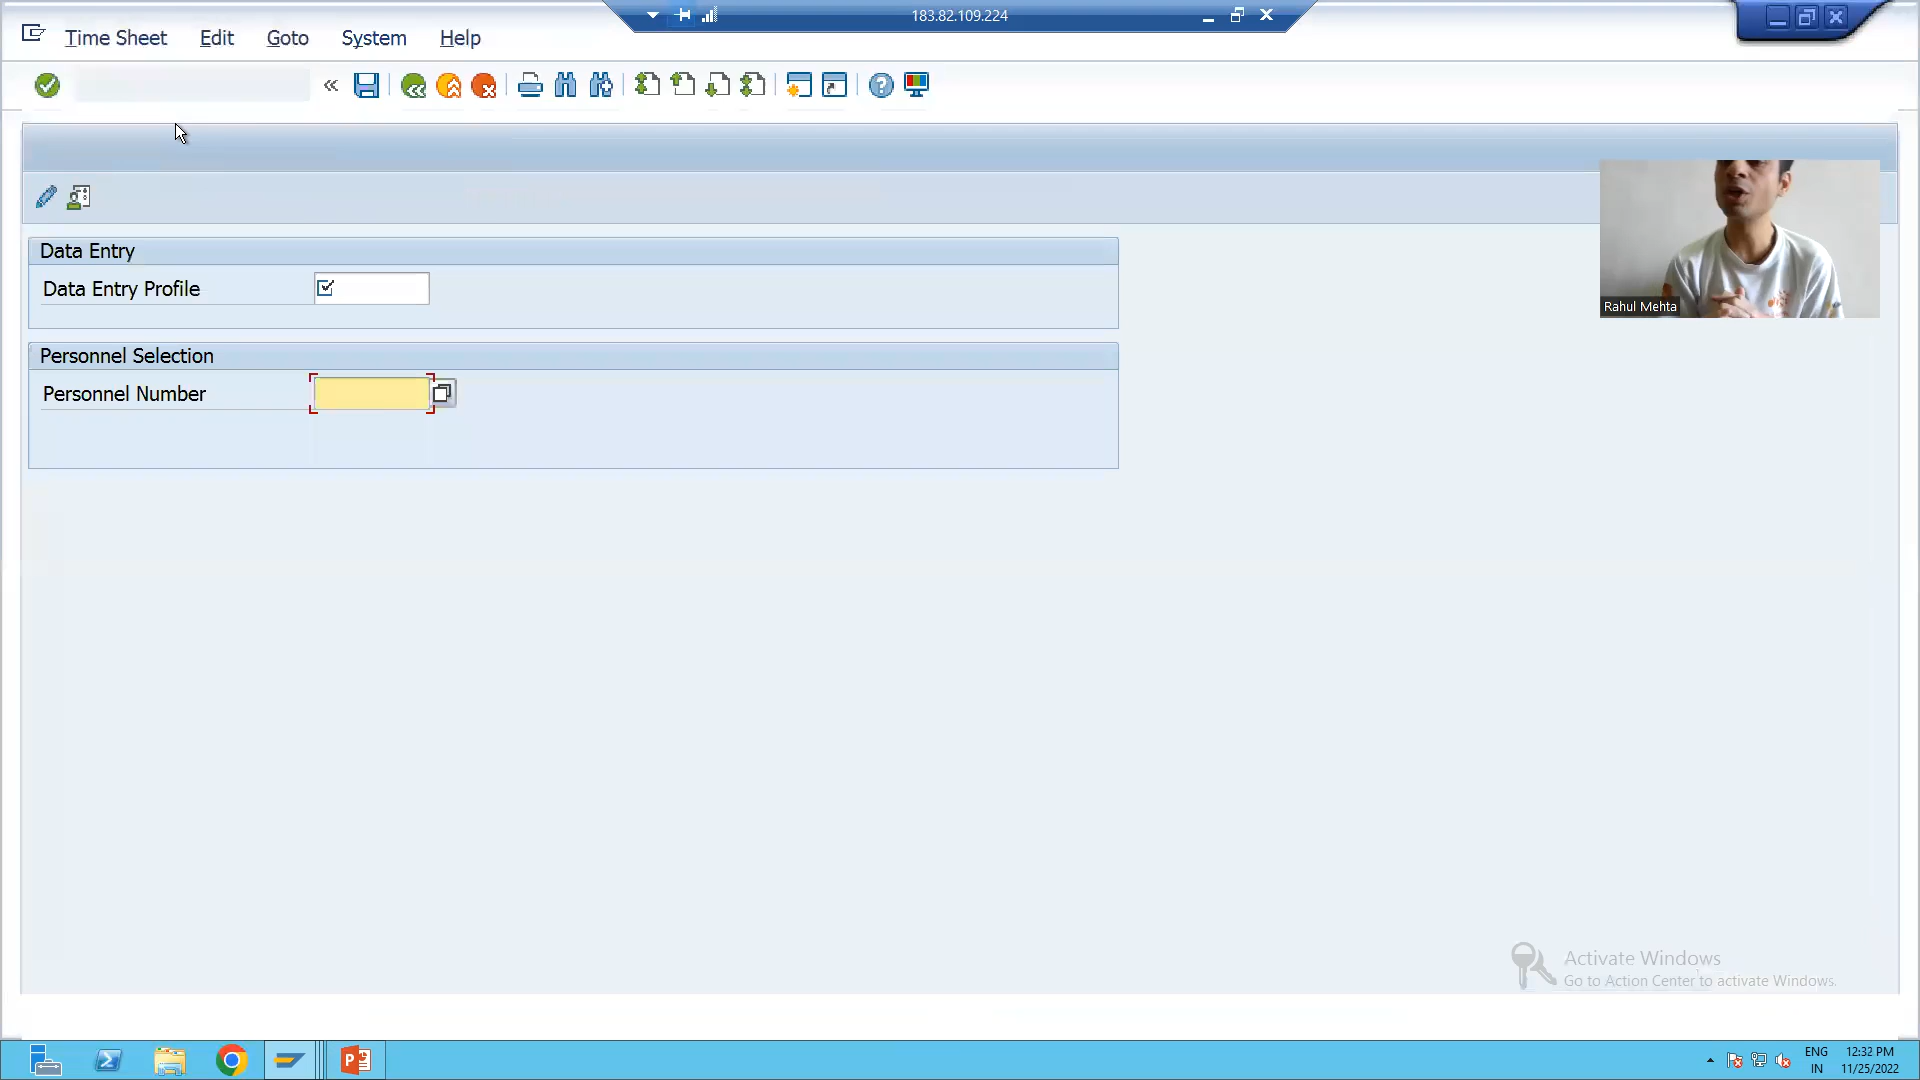 183.82.109.224
Time Sheet Edit Goto System Help
Data Entry
Data Entry Profile
Rahul Mehta
Personnel Selection
Personnel Number
Activate Windows
Go to Action Center to activate Windows.
ENG 12:32 PM
IN 11/25/2022